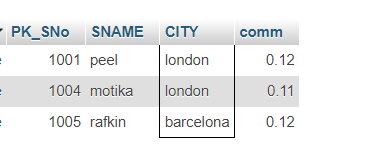 PK_SNo SNAME CITY comm
1001 peel london 0.12
1004 motika london 0.11
1005 rafkin barcelona 0.12